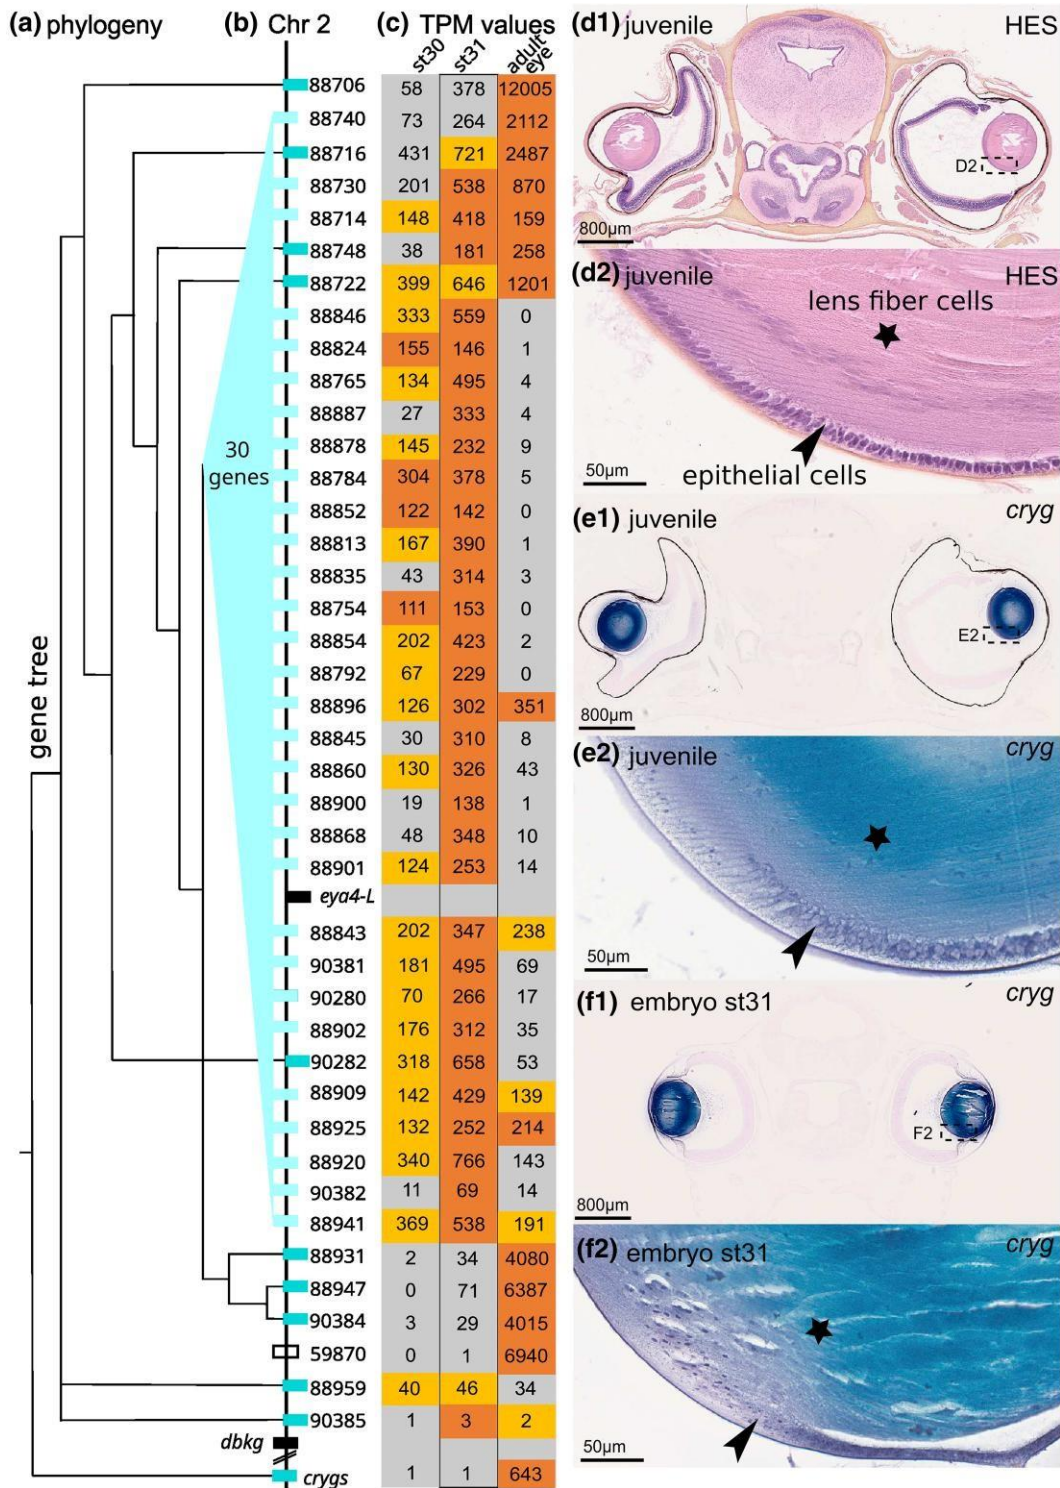 (a) phylogeny (b) Chr 2 (c) TPM values
st30 st31 adult eye
88706 58 378 12005
88740 73 264 2112
88716 431 721 2487
88730 201 538 870
88714 148 418 159
88748 38 181 258
88722 399 646 1201
88846 333 559 0
88824 155 146 1
88765 134 495 4
88887 27 333 4
88878 145 232 9
30 genes
88784 304 378 5
88852 122 142 0
88813 167 390 1
88835 43 314 3
88754 111 153 0
88854 202 423 2
88792 67 229 0
88896 126 302 351
gene tree
88845 30 310 8
88860 130 326 43
88900 19 138 1
88868 48 348 10
88901 124 253 14
eya4-L
88843 202 347 238
90381 181 495 69
90280 70 266 17
88902 176 312 35
90282 318 658 53
88909 142 429 139
88925 132 252 214
88920 340 766 143
90382 11 69 14
88941 369 538 191
88931 2 34 4080
88947 0 71 6387
90384 3 29 4015
59870 0 1 6940
88959 40 46 34
90385 1 3 2
dbkg
crygs 1 1 643
(d1) juvenile HES
D2
800µm
(d2) juvenile HES
lens fiber cells
epithelial cells
50µm
(e1) juvenile cryg
E2
800µm
(e2) juvenile cryg
50µm
(f1) embryo st31 cryg
F2
800µm
(f2) embryo st31 cryg
50µm